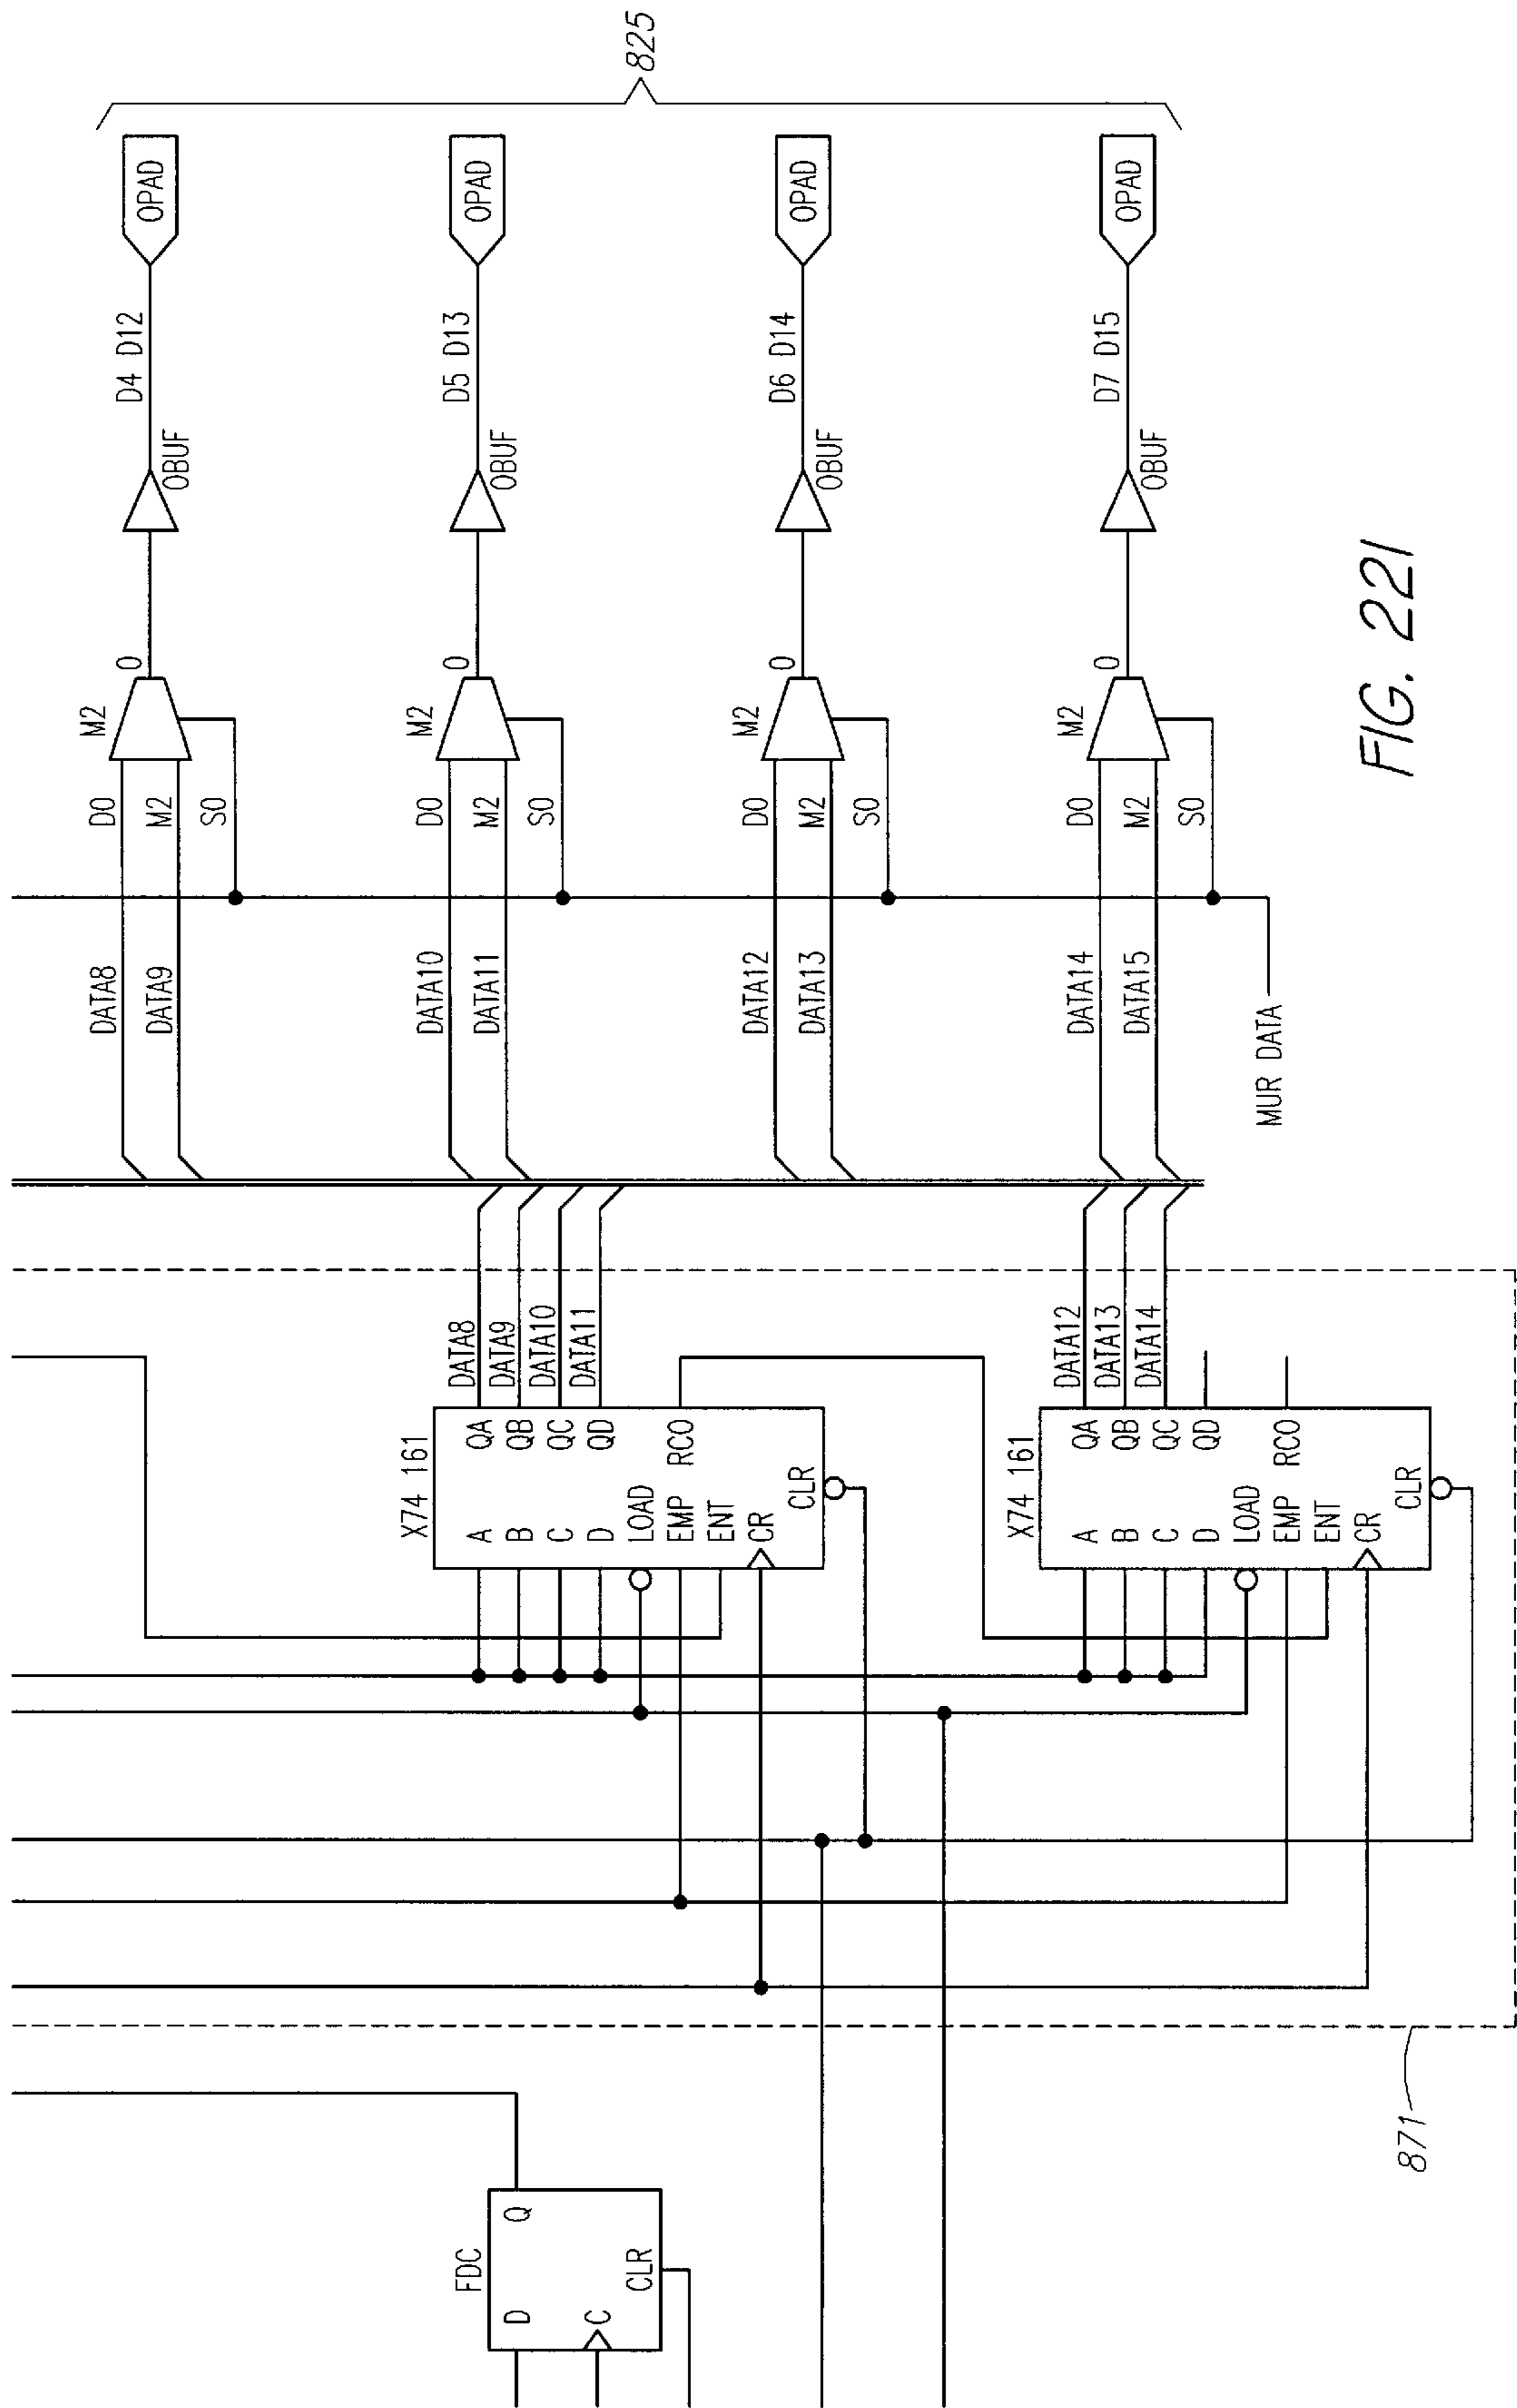 FDC
D
Q
C
CLR
871
X74 161
A
QA
B
QB
C
QC
D
QD
LOAD
EMP
RCO
ENT
CR
CLR
DATA8
DATA9
DATA10
DATA11
X74 161
A
QA
B
QB
C
QC
D
QD
LOAD
EMP
RCO
ENT
CR
CLR
DATA12
DATA13
DATA14
DATA8
DATA9
D0
M2
S0
M2
O
OBUF
D4 D12
OPAD
DATA10
DATA11
D0
M2
S0
M2
O
OBUF
D5 D13
OPAD
DATA12
DATA13
D0
M2
S0
M2
O
OBUF
D6 D14
OPAD
DATA14
DATA15
D0
M2
S0
M2
O
OBUF
D7 D15
OPAD
MUR DATA
825
FIG. 22I